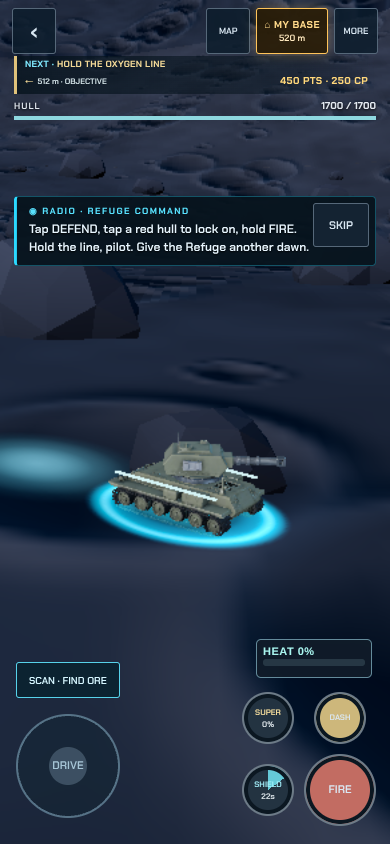 ‹
MAP
⌂ MY BASE
520 m
MORE
NEXT · HOLD THE OXYGEN LINE
← 512 m · OBJECTIVE
450 PTS · 250 CP
HULL
1700 / 1700
◉ RADIO · REFUGE COMMAND
Tap DEFEND, tap a red hull to lock on, hold FIRE.
Hold the line, pilot. Give the Refuge another dawn.
SKIP
HEAT 0%
SCAN · FIND ORE
SUPER
0%
DASH
DRIVE
SHIELD
22s
FIRE